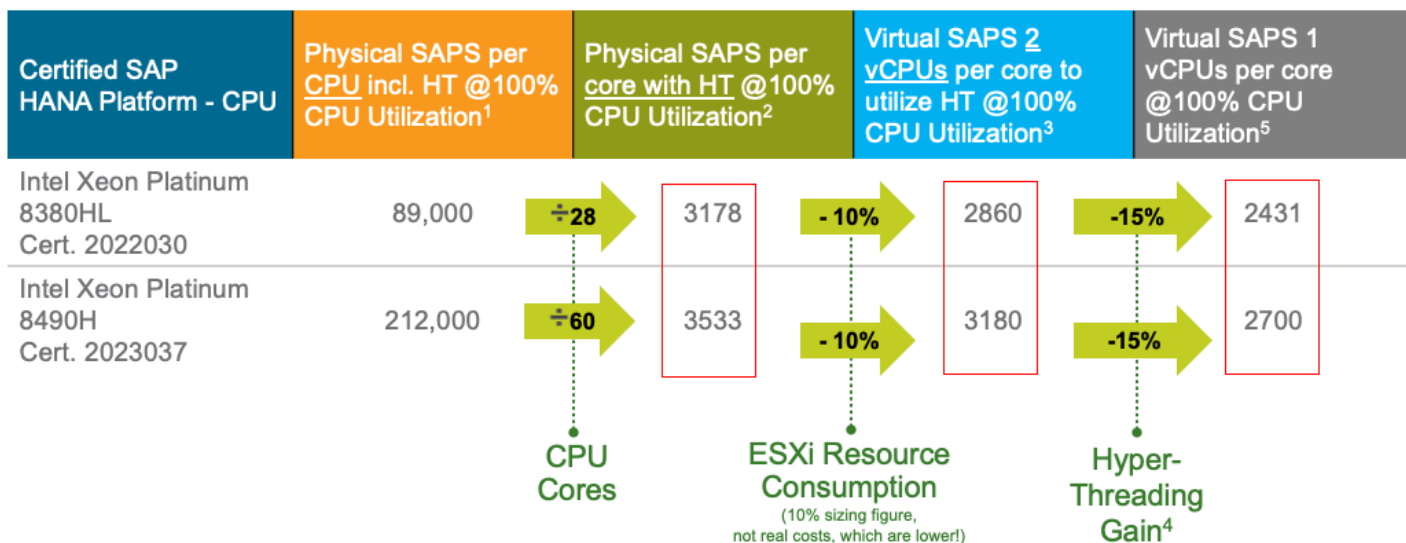 Certified SAP
HANA Platform - CPU
Physical SAPS per
CPU incl. HT @100%
CPU Utilization¹
Physical SAPS per
core with HT @100%
CPU Utilization²
Virtual SAPS 2
vCPUs per core to
utilize HT @100%
CPU Utilization³
Virtual SAPS 1
vCPUs per core
@100% CPU
Utilization⁵
Intel Xeon Platinum
8380HL
Cert. 2022030
89,000
÷28
3178
- 10%
2860
-15%
2431
Intel Xeon Platinum
8490H
Cert. 2023037
212,000
÷60
3533
- 10%
3180
-15%
2700
CPU
Cores
ESXi Resource
Consumption
(10% sizing figure,
not real costs, which are lower!)
Hyper-
Threading
Gain⁴